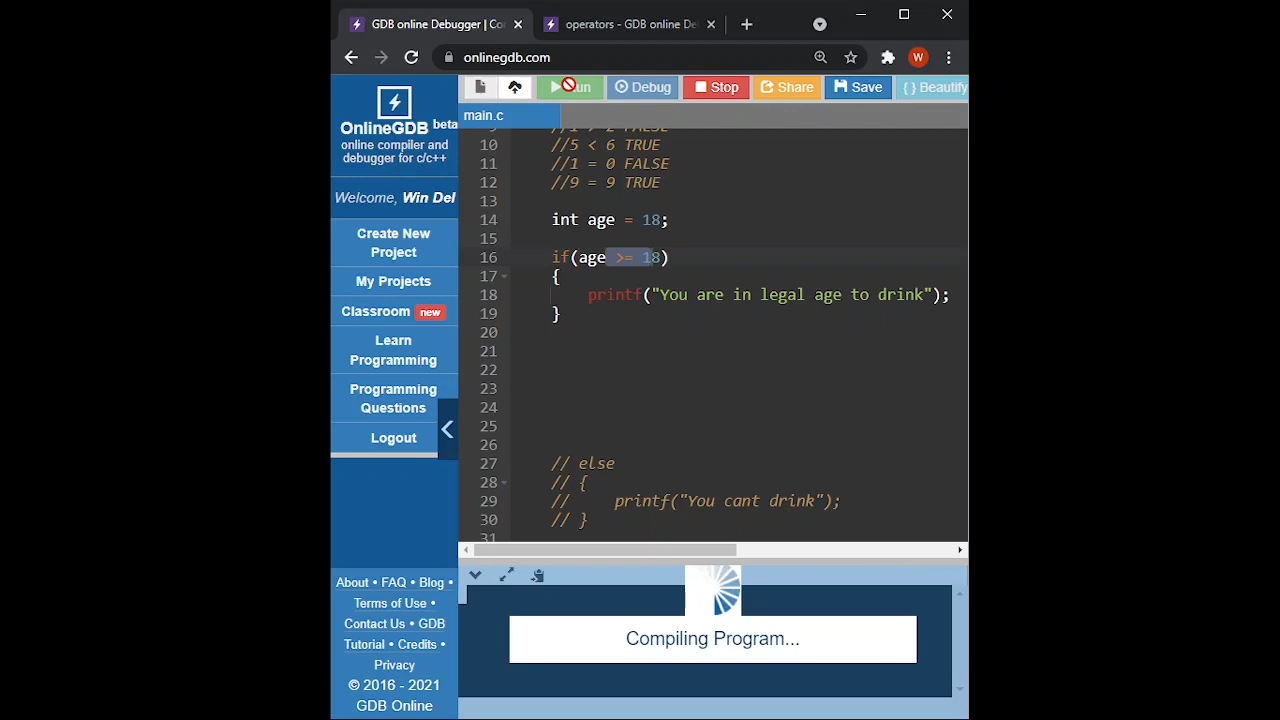 GDB online Debugger | Co
operators - GDB online De
onlinegdb.com
W
Run
Debug
Stop
Share
Save
{ } Beautify
OnlineGDB beta
online compiler and
debugger for c/c++
Welcome, Win Del
Create New
Project
My Projects
Classroom new
Learn
Programming
Programming
Questions
Logout
About • FAQ • Blog •
Terms of Use •
Contact Us • GDB
Tutorial • Credits •
Privacy
© 2016 - 2021
GDB Online
main.c
9 //1 > 2 FALSE
10 //5 < 6 TRUE
11 //1 = 0 FALSE
12 //9 = 9 TRUE
13
14 int age = 18;
15
16 if(age >= 18)
17 {
18 printf("You are in legal age to drink");
19 }
20
21
22
23
24
25
26
27 // else
28 // {
29 // printf("You cant drink");
30 // }
31
Compiling Program...